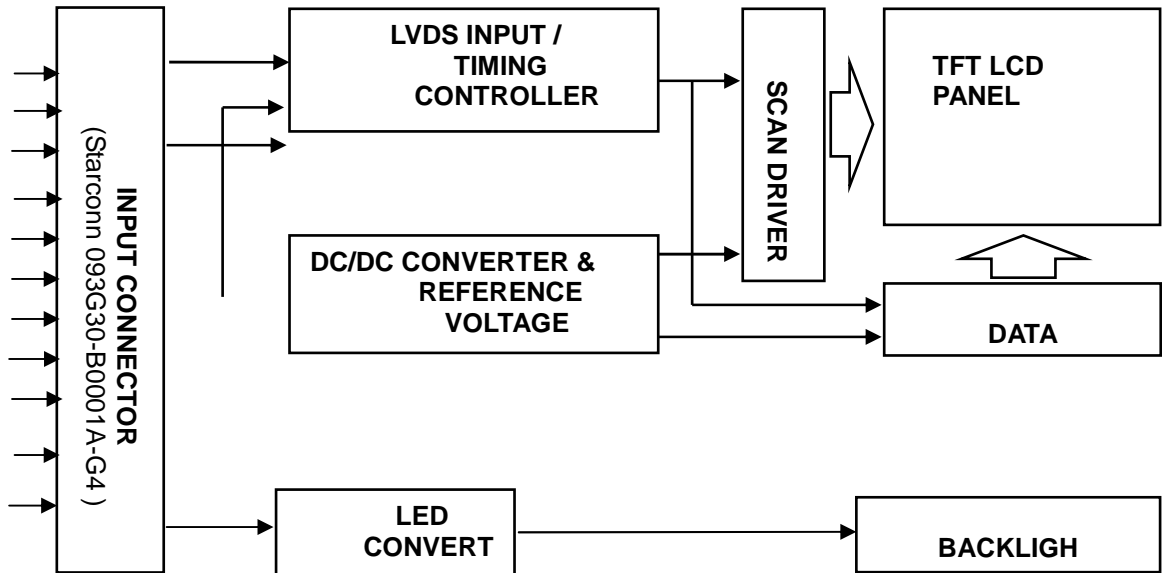 INPUT CONNECTOR
(Starconn 093G30-B0001A-G4 )
LVDS INPUT /
TIMING
CONTROLLER
DC/DC CONVERTER &
REFERENCE
VOLTAGE
LED
CONVERT
SCAN DRIVER
TFT LCD
PANEL
DATA
BACKLIGH